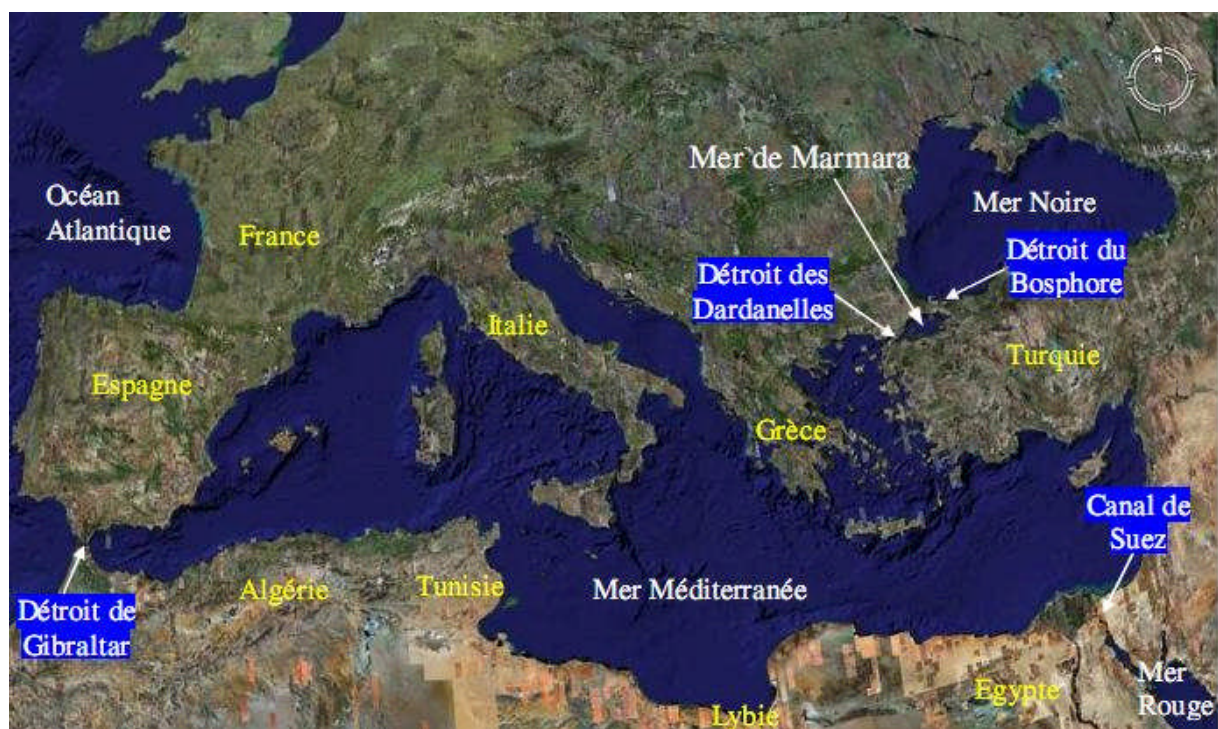 N
Mer de Marmara
Océan
Atlantique
Mer Noire
France
Détroit du
Bosphore
Détroit des
Dardanelles
Italie
Turquie
Espagne
Grèce
Canal de
Suez
Algérie
Tunisie
Mer Méditerranée
Détroit de
Gibraltar
Mer
Rouge
Egypte
Lybie